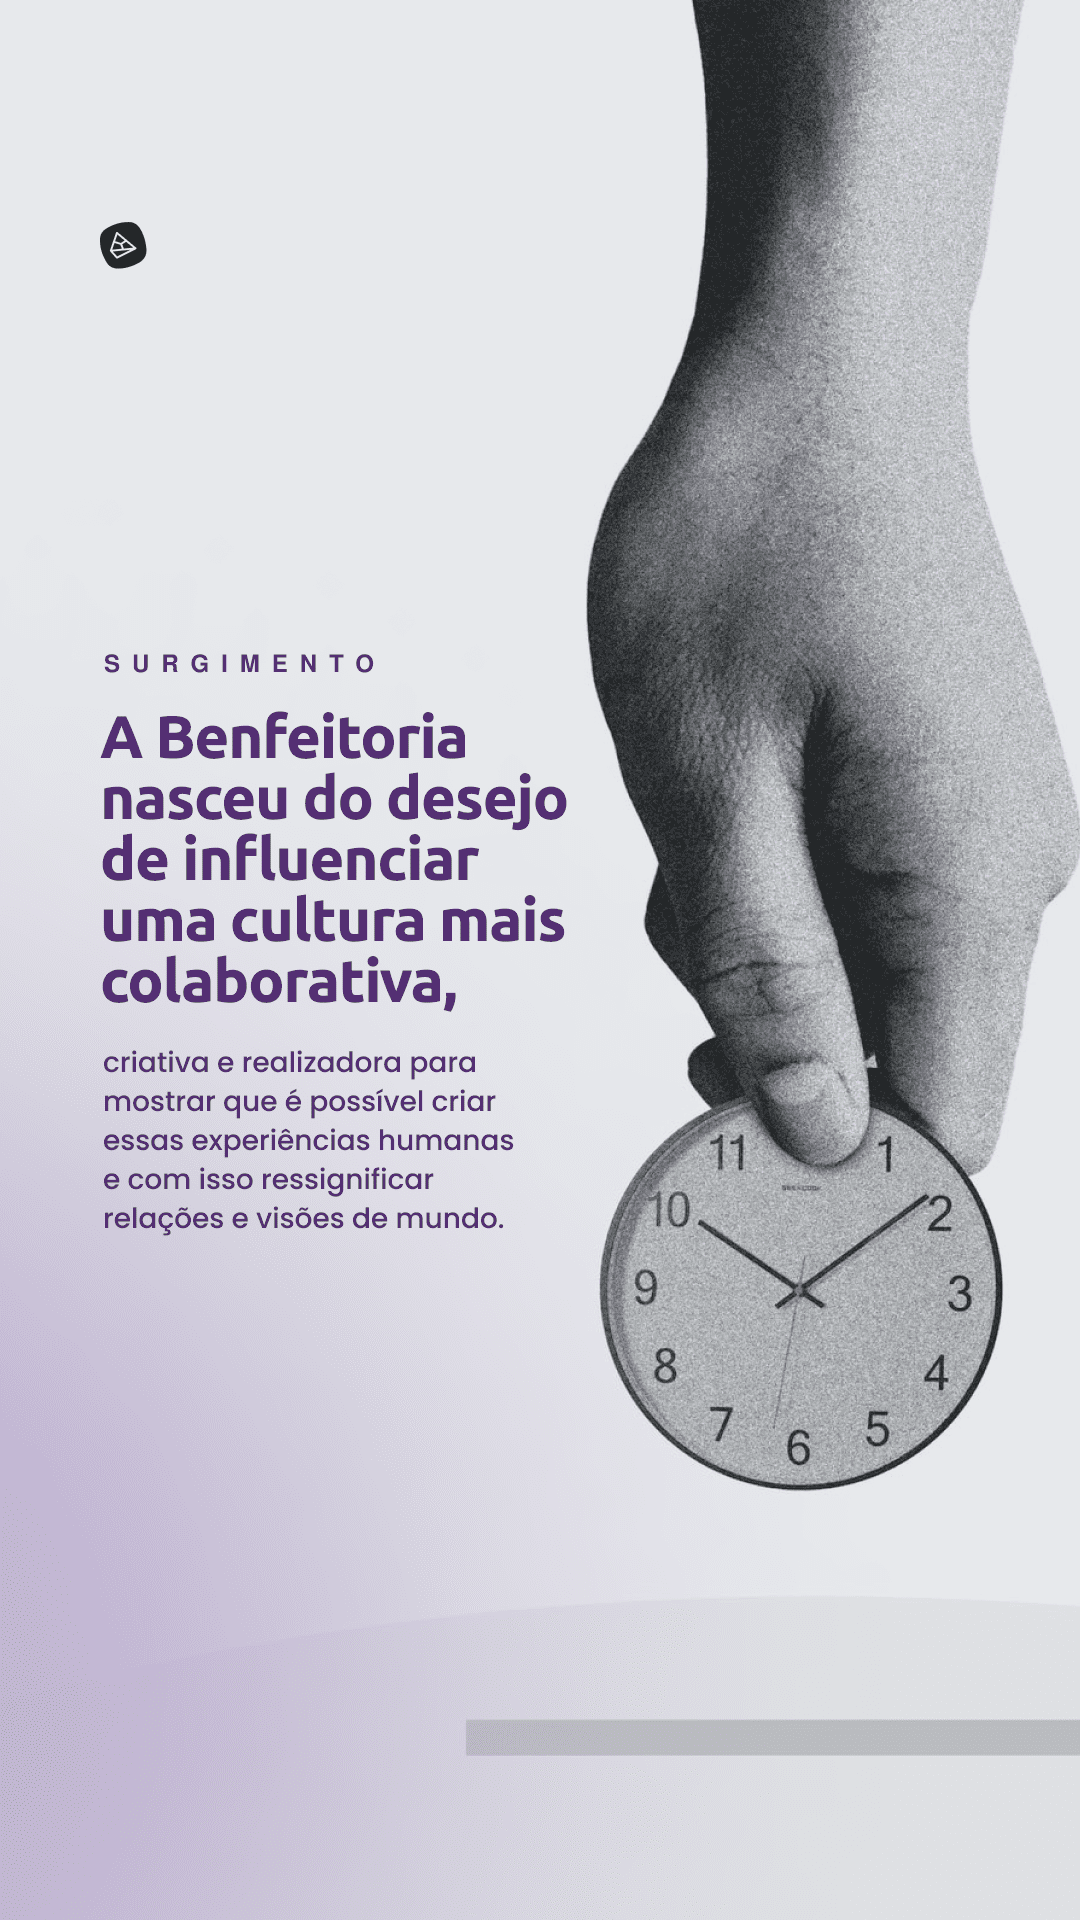 SURGIMENTO
A Benfeitoria
nasceu do desejo
de influenciar
uma cultura mais
colaborativa,
criativa e realizadora para
mostrar que é possível criar
essas experiências humanas
e com isso ressignificar
relações e visões de mundo.
11
1
10
2
9
3
8
4
7
5
6